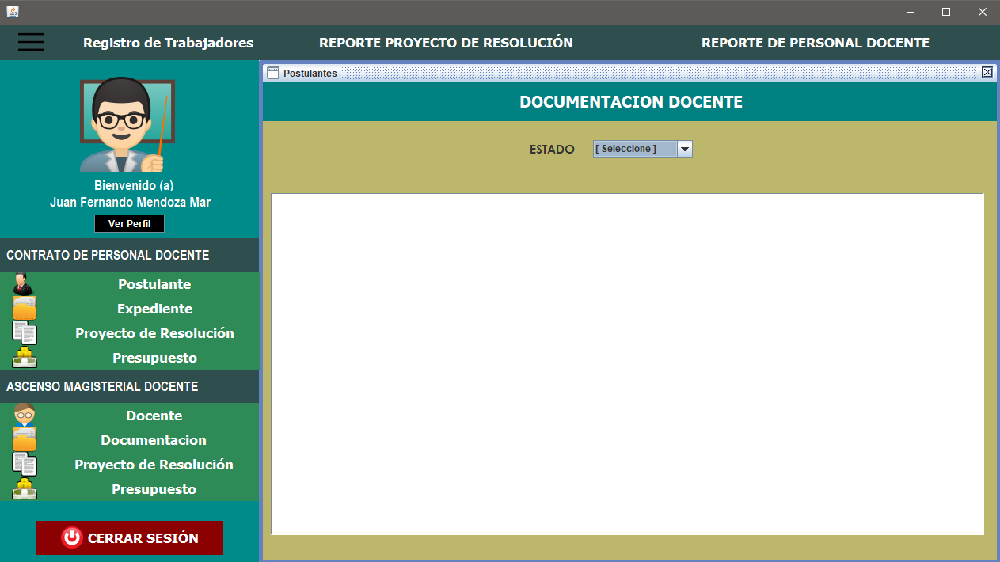 Registro de Trabajadores
REPORTE PROYECTO DE RESOLUCIÓN
REPORTE DE PERSONAL DOCENTE
Bienvenido (a)
Juan Fernando Mendoza Mar
Ver Perfil
CONTRATO DE PERSONAL DOCENTE
Postulante
Expediente
Proyecto de Resolución
Presupuesto
ASCENSO MAGISTERIAL DOCENTE
Docente
Documentacion
Proyecto de Resolución
Presupuesto
CERRAR SESIÓN
Postulantes
DOCUMENTACION DOCENTE
ESTADO
[ Seleccione ]